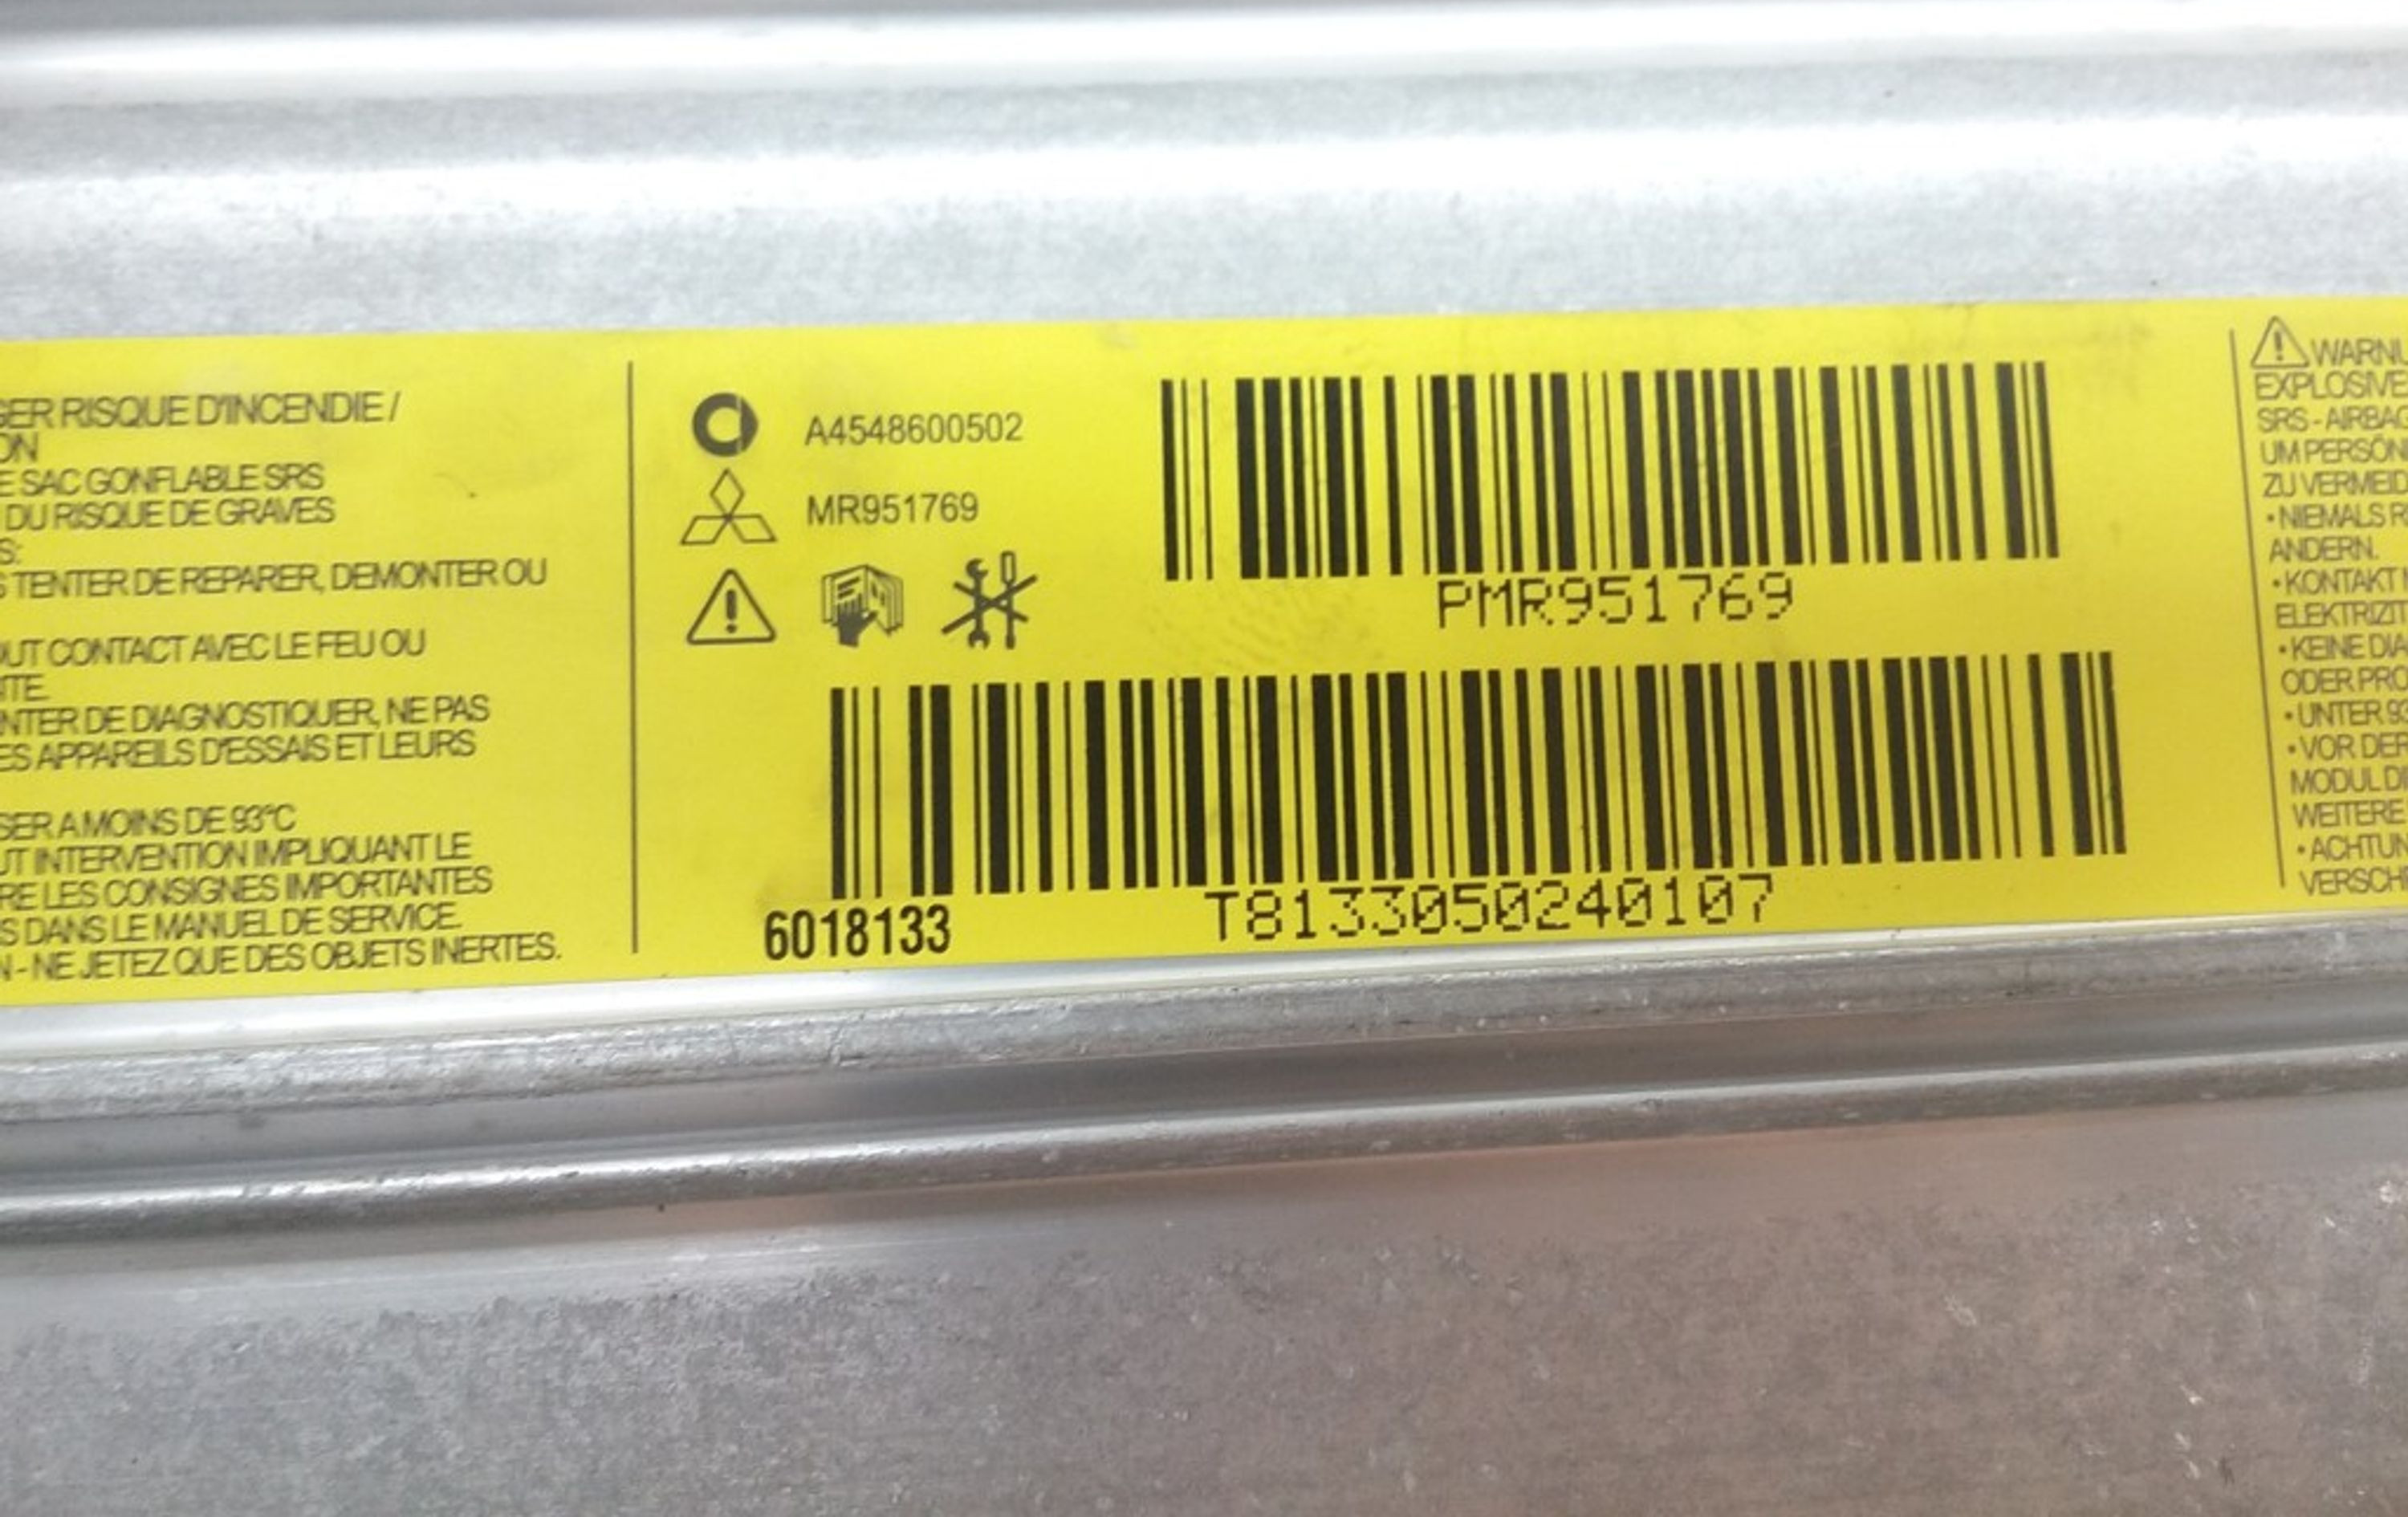 GER RISQUE D'INCENDIE /
ON
E SAC GONFLABLE SRS
DU RISQUE DE GRAVES
S:
S TENTER DE REPARER, DEMONTER OU
OUT CONTACT AVEC LE FEU OU
ITE.
NTER DE DIAGNOSTIQUER, NE PAS
ES APPAREILS D'ESSAIS ET LEURS
SER A MOINS DE 93°C
UT INTERVENTION IMPLIQUANT LE
RE LES CONSIGNES IMPORTANTES
S DANS LE MANUEL DE SERVICE.
N - NE JETEZ QUE DES OBJETS INERTES.
A4548600502
MR951769
PMR951769
T8133050240107
6018133
WARNU
EXPLOSIVE
SRS - AIRBAG
UM PERSÖN
ZU VERMEID
• NIEMALS R
ANDERN.
• KONTAKT
ELEKTRIZIT
• KEINE DIA
ODER PRO
• UNTER 93
• VOR DER
MODUL DI
WEITERE
• ACHTUN
VERSCH